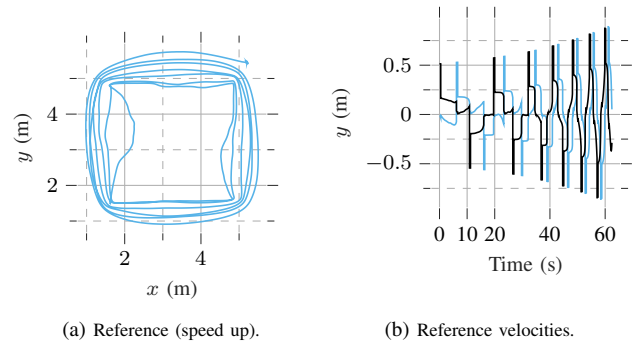 4
2
y (m)
2 4
x (m)
(a) Reference (speed up).
0.5
0
−0.5
y (m)
0 10 20 40 60
Time (s)
(b) Reference velocities.